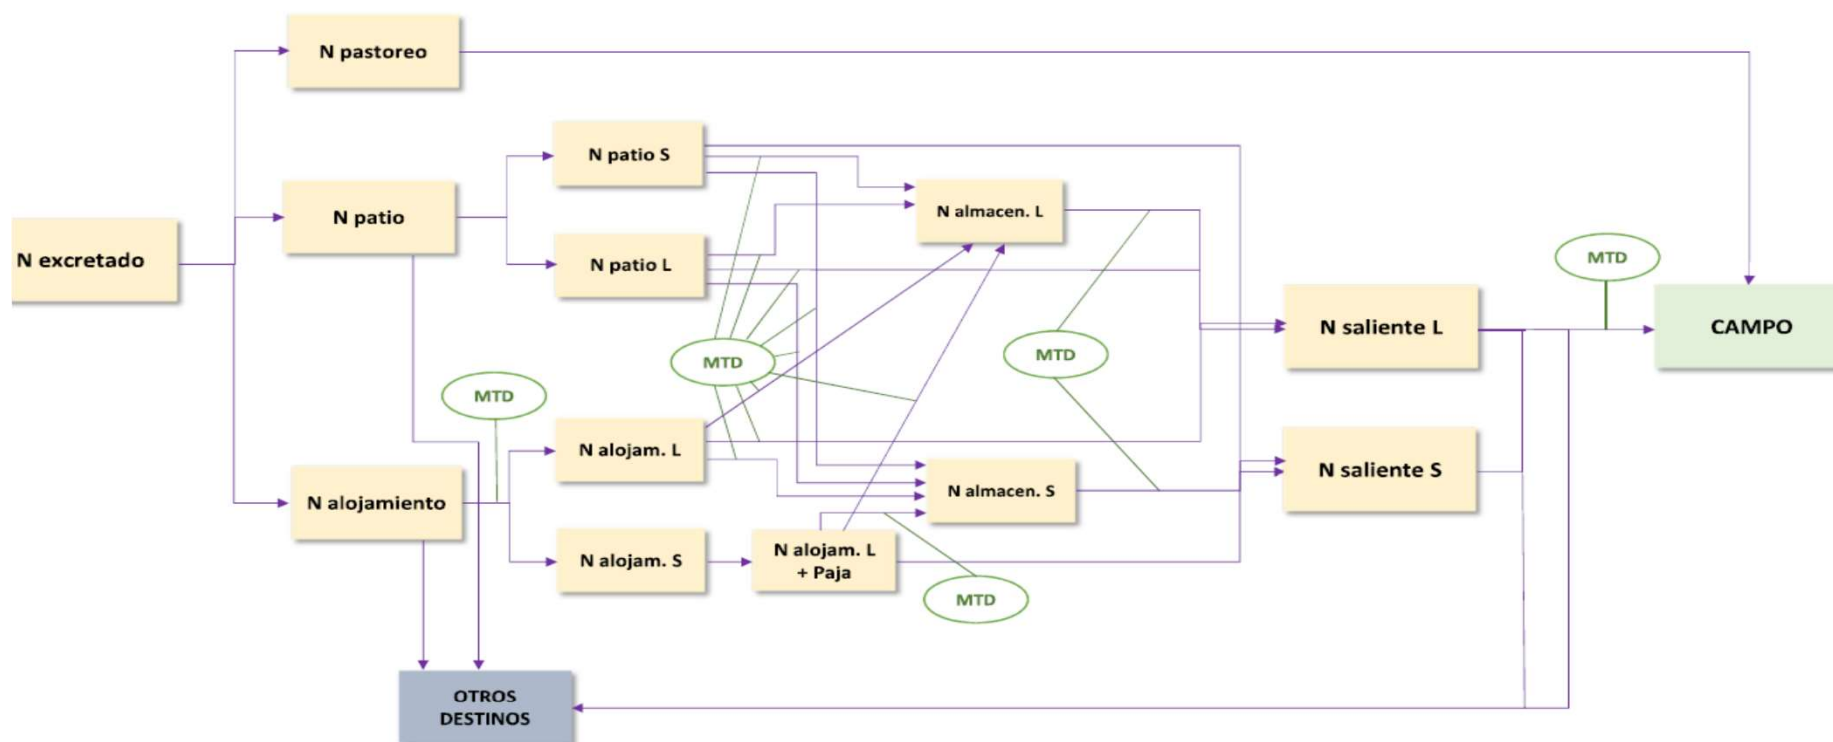 N pastoreo
N patio S
N patio
N almacen. L
N patio L
N excretado
MTD
N saliente L
CAMPO
MTD
MTD
MTD
N alojam. L
N saliente S
N almacen. S
N alojamiento
N alojam. S
N alojam. L
+ Paja
MTD
OTROS
DESTINOS